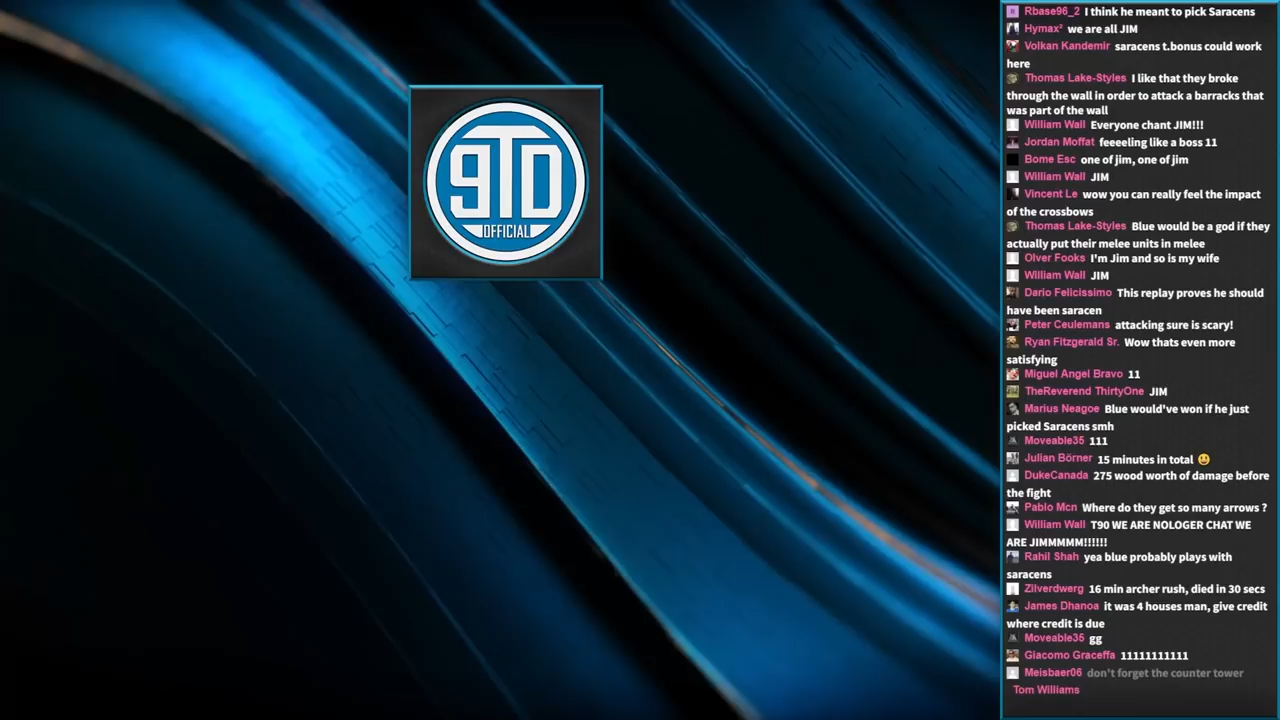 9TO
OFFICIAL
R Rbase96_2 I think he meant to pick Saracens
Hymax² we are all JIM
Volkan Kandemir saracens t.bonus could work
here
Thomas Lake-Styles I like that they broke
through the wall in order to attack a barracks that
was part of the wall
William Wall Everyone chant JIM!!!
Jordan Moffat feeeeling like a boss 11
Bome Esc one of jim, one of jim
William Wall JIM
Vincent Le wow you can really feel the impact
of the crossbows
Thomas Lake-Styles Blue would be a god if they
actually put their melee units in melee
Olver Fooks I'm Jim and so is my wife
William Wall JIM
Dario Felicissimo This replay proves he should
have been saracen
Peter Ceulemans attacking sure is scary!
Ryan Fitzgerald Sr. Wow thats even more
satisfying
Miguel Angel Bravo 11
TheReverend ThirtyOne JIM
Marius Neagoe Blue would've won if he just
picked Saracens smh
Moveable35 111
Julian Börner 15 minutes in total 😃
DukeCanada 275 wood worth of damage before
the fight
Pablo Mcn Where do they get so many arrows ?
William Wall T90 WE ARE NOLOGER CHAT WE
ARE JIMMMMM!!!!!!
Rahil Shah yea blue probably plays with
saracens
Zilverdwerg 16 min archer rush, died in 30 secs
James Dhanoa it was 4 houses man, give credit
where credit is due
Moveable35 gg
Giacomo Graceffa 11111111111
Meisbaer06 don't forget the counter tower
Tom Williams